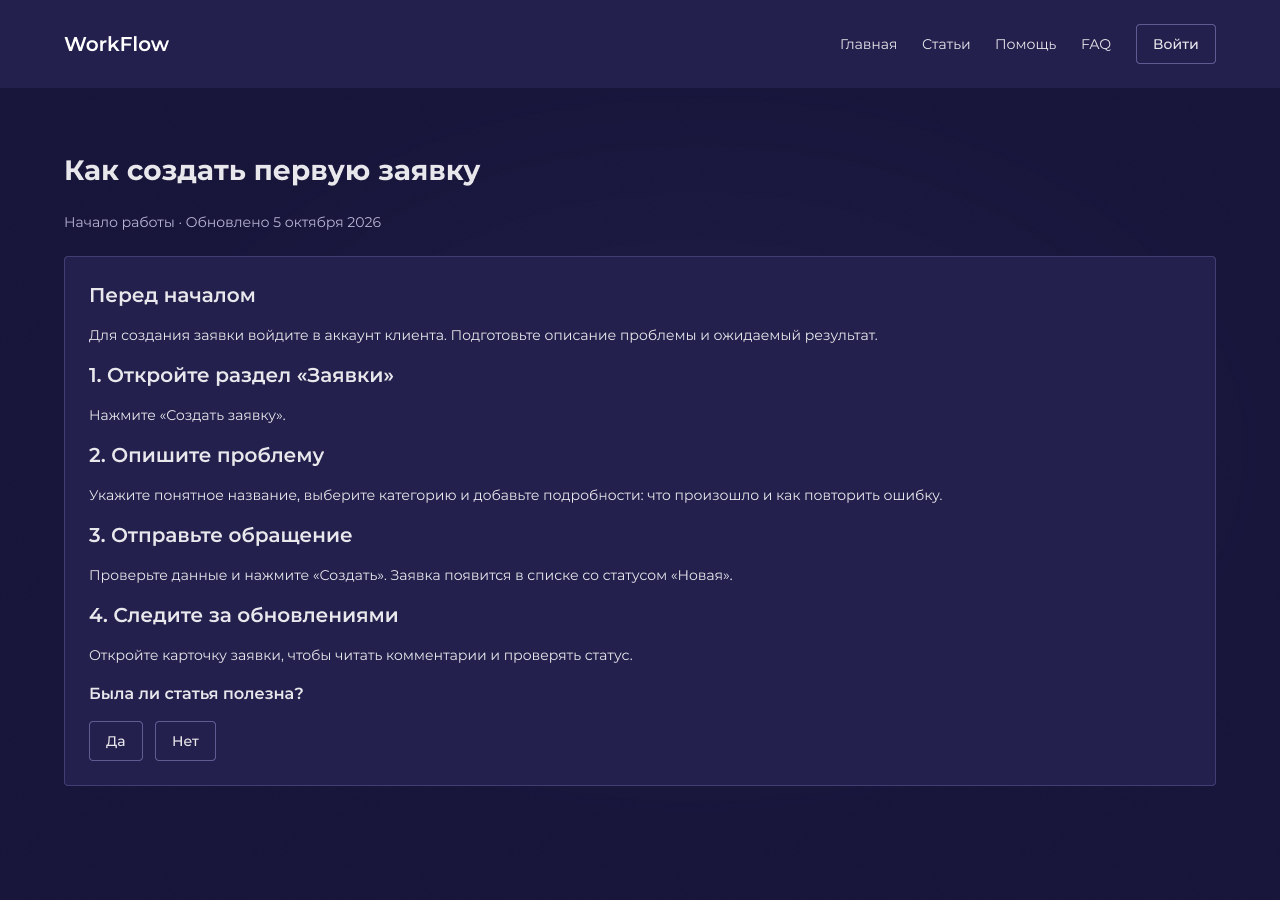 WorkFlow
Главная
Статьи
Помощь
FAQ
Войти
Как создать первую заявку
Начало работы · Обновлено 5 октября 2026
Перед началом
Для создания заявки войдите в аккаунт клиента. Подготовьте описание проблемы и ожидаемый результат.
1. Откройте раздел «Заявки»
Нажмите «Создать заявку».
2. Опишите проблему
Укажите понятное название, выберите категорию и добавьте подробности: что произошло и как повторить ошибку.
3. Отправьте обращение
Проверьте данные и нажмите «Создать». Заявка появится в списке со статусом «Новая».
4. Следите за обновлениями
Откройте карточку заявки, чтобы читать комментарии и проверять статус.
Была ли статья полезна?
Да
Нет